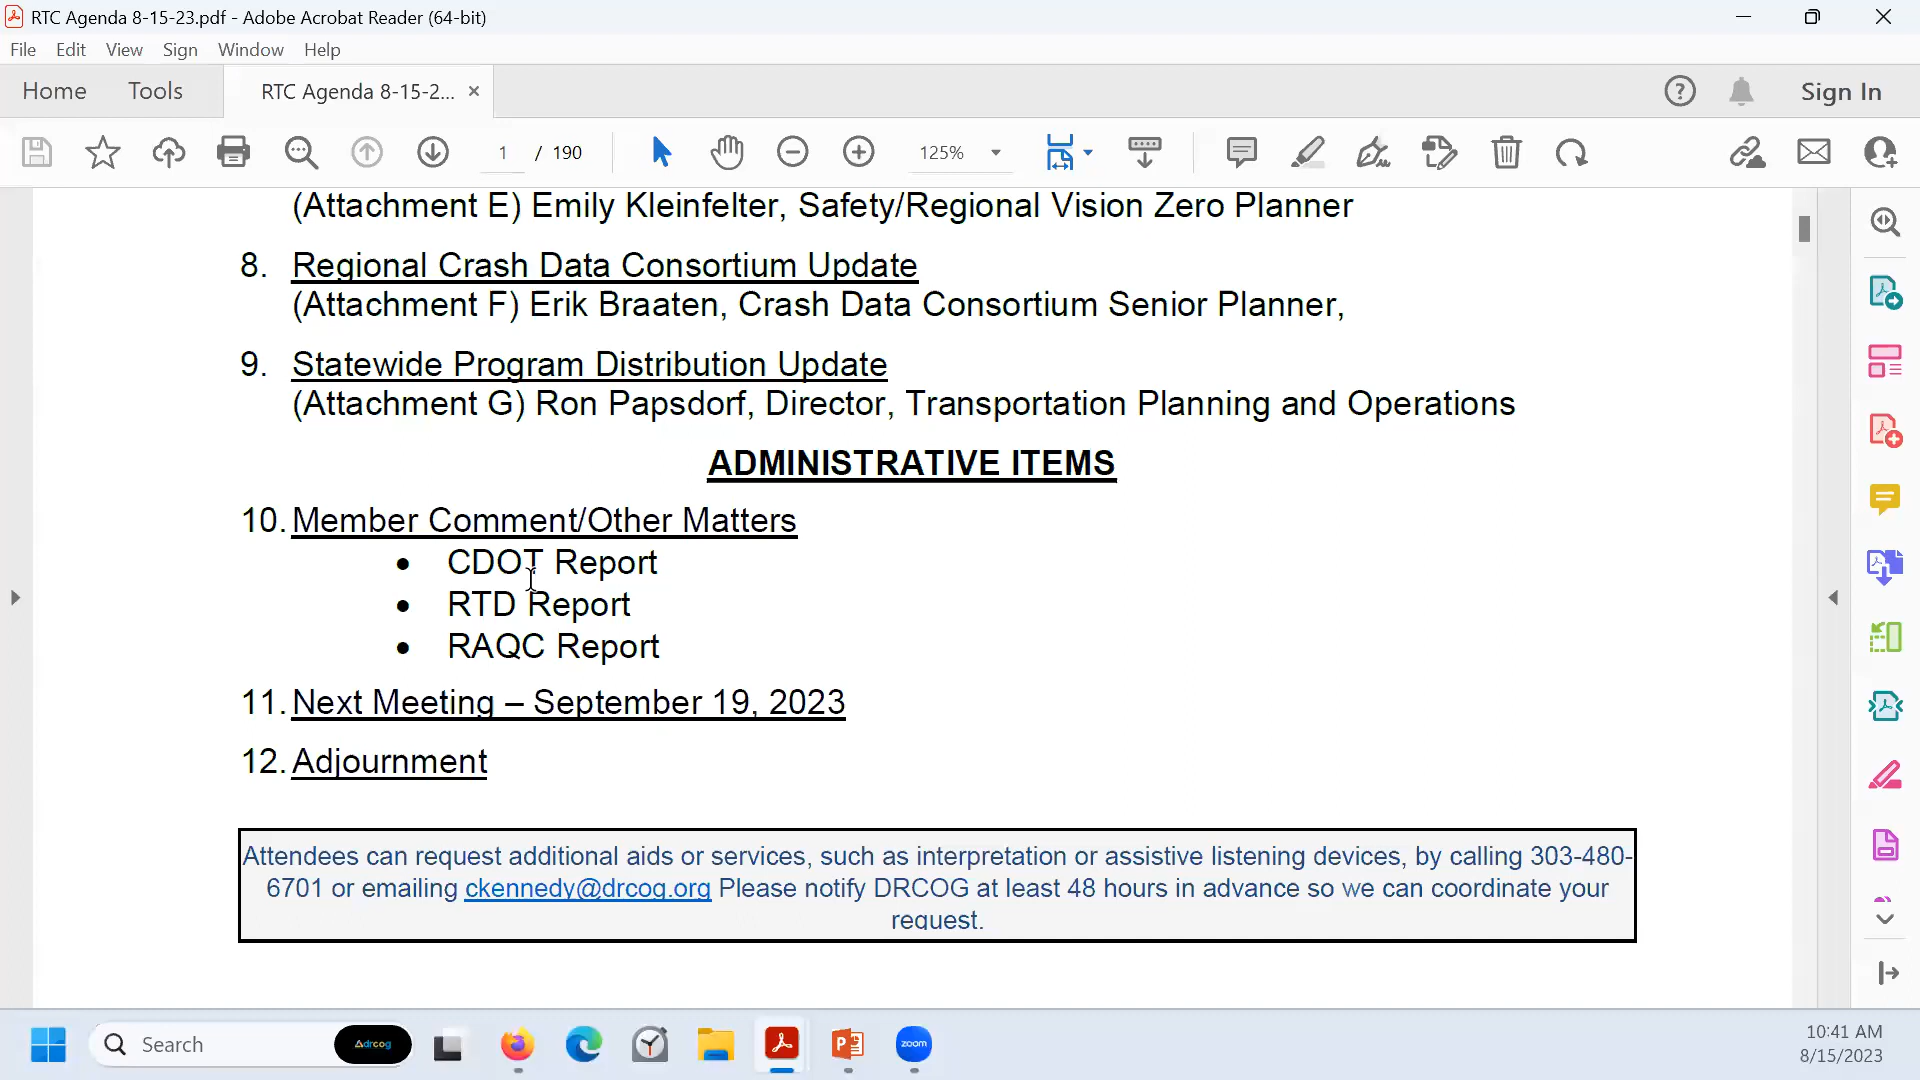 RTC Agenda 8-15-23.pdf - Adobe Acrobat Reader (64-bit)
File Edit View Sign Window Help
Home Tools RTC Agenda 8-15-2... × Sign In
1 / 190 125%
(Attachment E) Emily Kleinfelter, Safety/Regional Vision Zero Planner
8. Regional Crash Data Consortium Update
(Attachment F) Erik Braaten, Crash Data Consortium Senior Planner,
9. Statewide Program Distribution Update
(Attachment G) Ron Papsdorf, Director, Transportation Planning and Operations
ADMINISTRATIVE ITEMS
10. Member Comment/Other Matters
• CDOT Report
• RTD Report
• RAQC Report
11. Next Meeting – September 19, 2023
12. Adjournment
Attendees can request additional aids or services, such as interpretation or assistive listening devices, by calling 303-480-
6701 or emailing ckennedy@drcog.org Please notify DRCOG at least 48 hours in advance so we can coordinate your
request.
Search drcog zoom 10:41 AM
8/15/2023